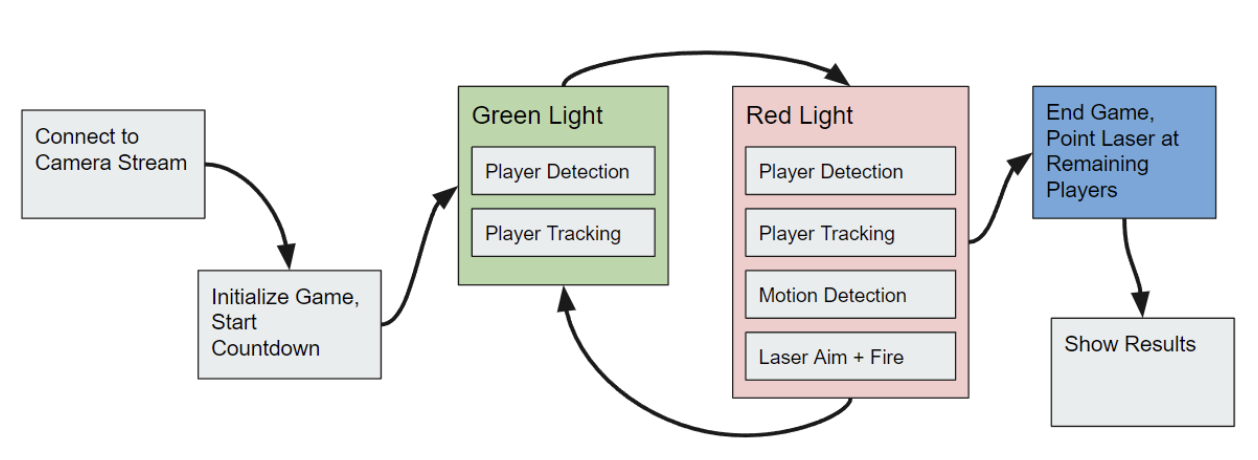 Connect to
Camera Stream
Initialize Game,
Start
Countdown
Green Light
Player Detection
Player Tracking
Red Light
Player Detection
Player Tracking
Motion Detection
Laser Aim + Fire
End Game,
Point Laser at
Remaining
Players
Show Results